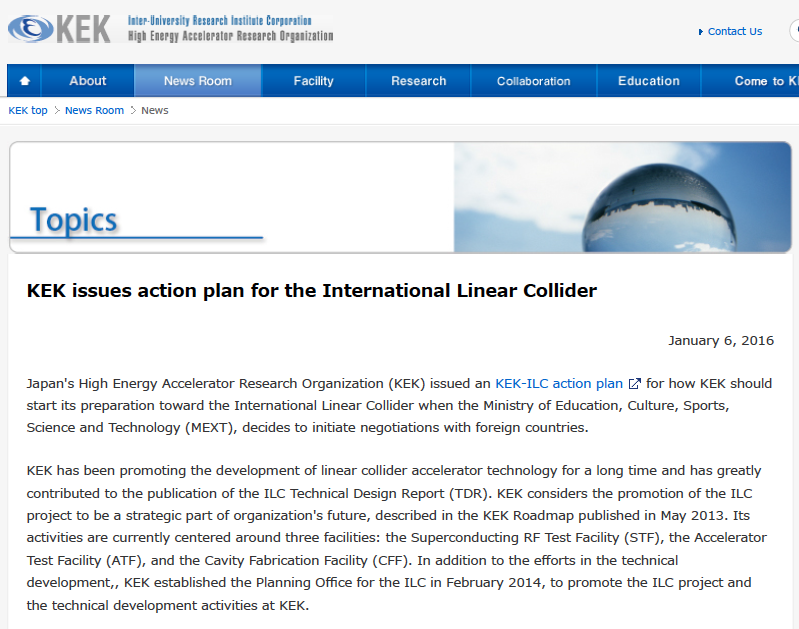 KEK
Inter-University Research Institute Corporation
High Energy Accelerator Research Organization
Contact Us
About
News Room
Facility
Research
Collaboration
Education
Come to K
KEK top > News Room > News
Topics
KEK issues action plan for the International Linear Collider
January 6, 2016
Japan's High Energy Accelerator Research Organization (KEK) issued an KEK-ILC action plan for how KEK should
start its preparation toward the International Linear Collider when the Ministry of Education, Culture, Sports,
Science and Technology (MEXT), decides to initiate negotiations with foreign countries.
KEK has been promoting the development of linear collider accelerator technology for a long time and has greatly
contributed to the publication of the ILC Technical Design Report (TDR). KEK considers the promotion of the ILC
project to be a strategic part of organization's future, described in the KEK Roadmap published in May 2013. Its
activities are currently centered around three facilities: the Superconducting RF Test Facility (STF), the Accelerator
Test Facility (ATF), and the Cavity Fabrication Facility (CFF). In addition to the efforts in the technical
development,, KEK established the Planning Office for the ILC in February 2014, to promote the ILC project and
the technical development activities at KEK.